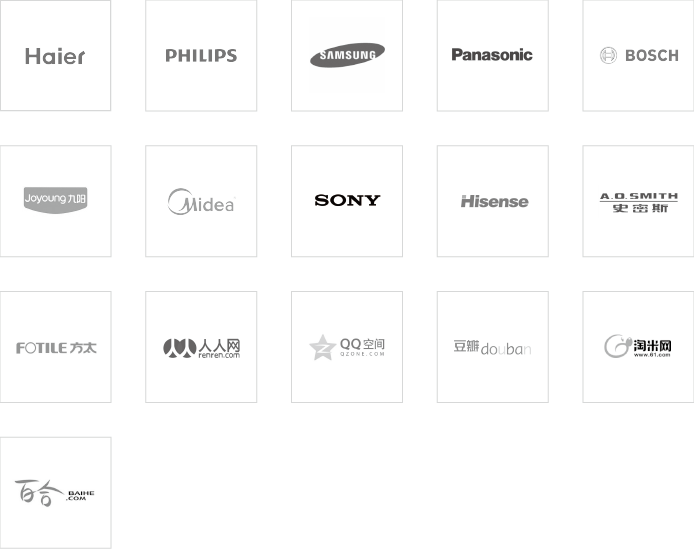 Haier
PHILIPS
SAMSUNG
Panasonic
BOSCH
Joyoung 九阳
Midea
SONY
Hisense
A.O.SMITH
史密斯
FOTILE 方太
人人网
renren.com
QQ空间
QZONE.COM
豆瓣 douban
淘米网
www.61.com
百合 BAIHE
.COM